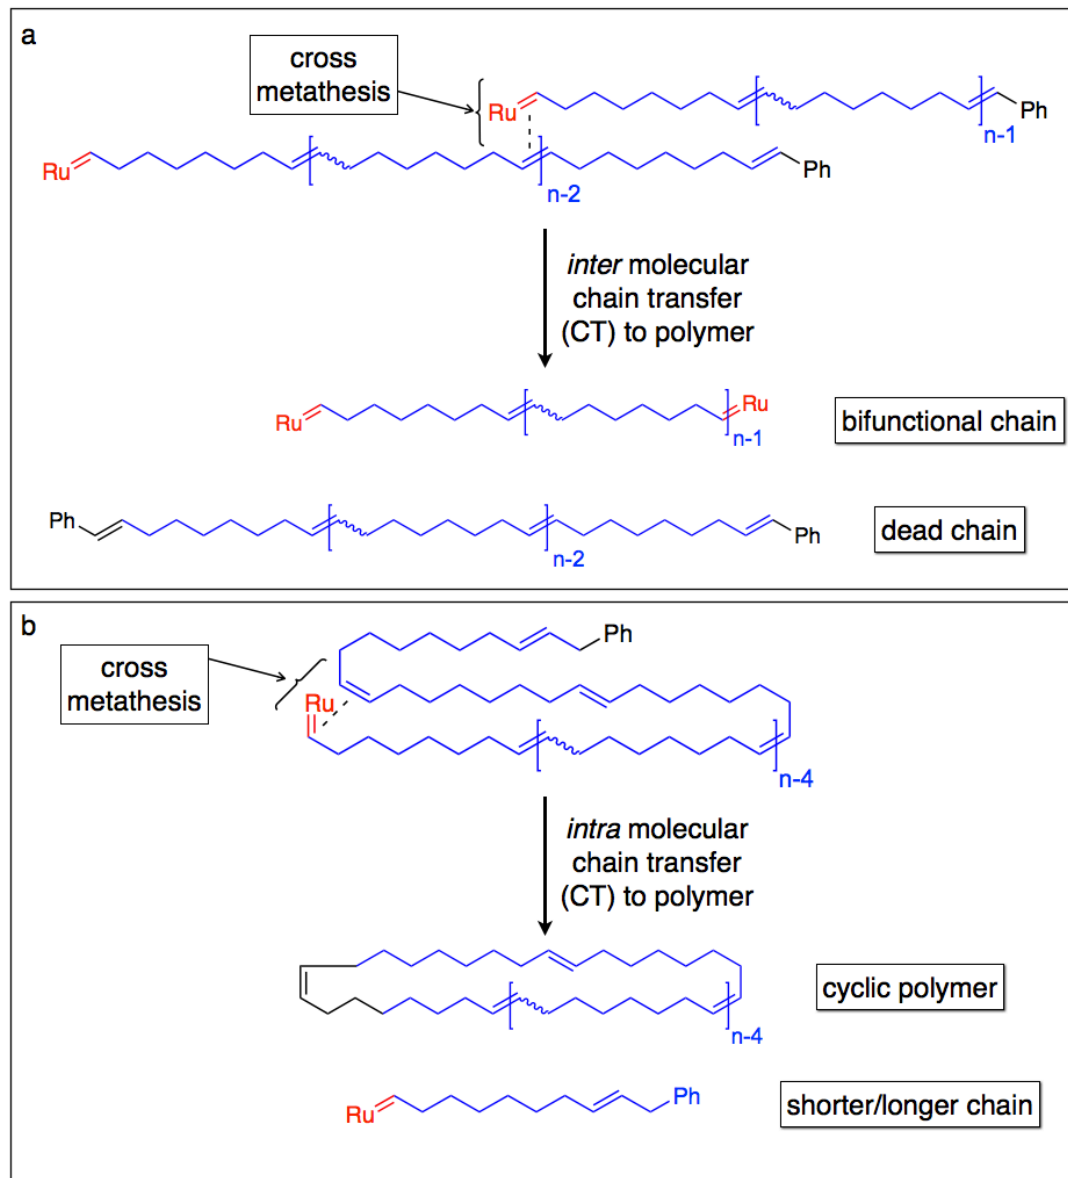 a
cross
metathesis
Ru
Ph
n-1
Ru
Ph
n-2
inter molecular
chain transfer
(CT) to polymer
Ru
Ru
n-1
bifunctional chain
Ph
Ph
n-2
dead chain
b
Ph
cross
metathesis
Ru
n-4
intra molecular
chain transfer
(CT) to polymer
cyclic polymer
n-4
Ru
Ph
shorter/longer chain